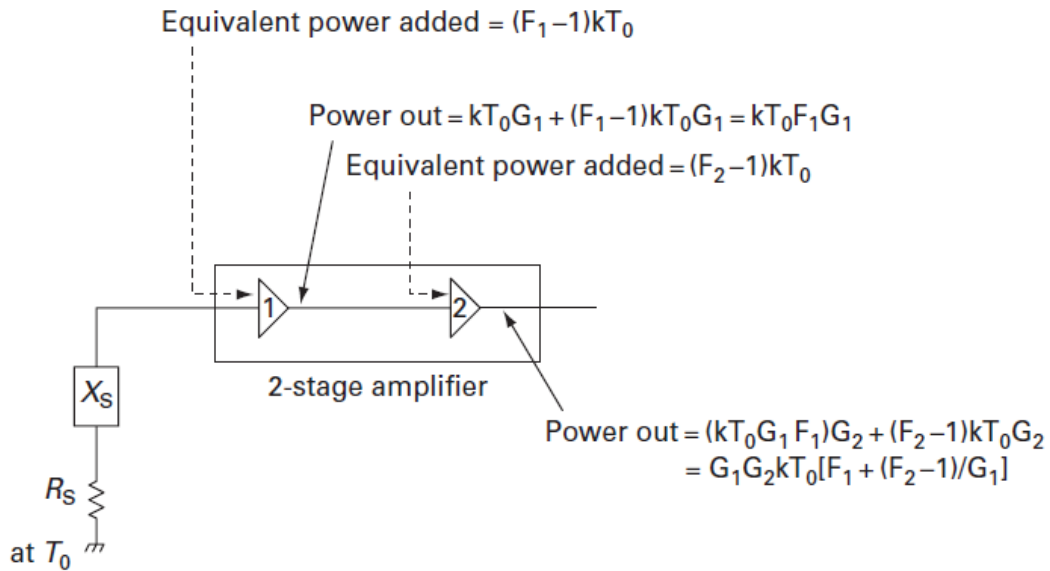 Equivalent power added = (F₁−1)kT₀
Power out = kT₀G₁ + (F₁−1)kT₀G₁ = kT₀F₁G₁
Equivalent power added = (F₂−1)kT₀
1
2
2-stage amplifier
Xₛ
Power out = (kT₀G₁ F₁)G₂ + (F₂−1)kT₀G₂
= G₁G₂kT₀[F₁ + (F₂−1)/G₁]
Rₛ
at T₀